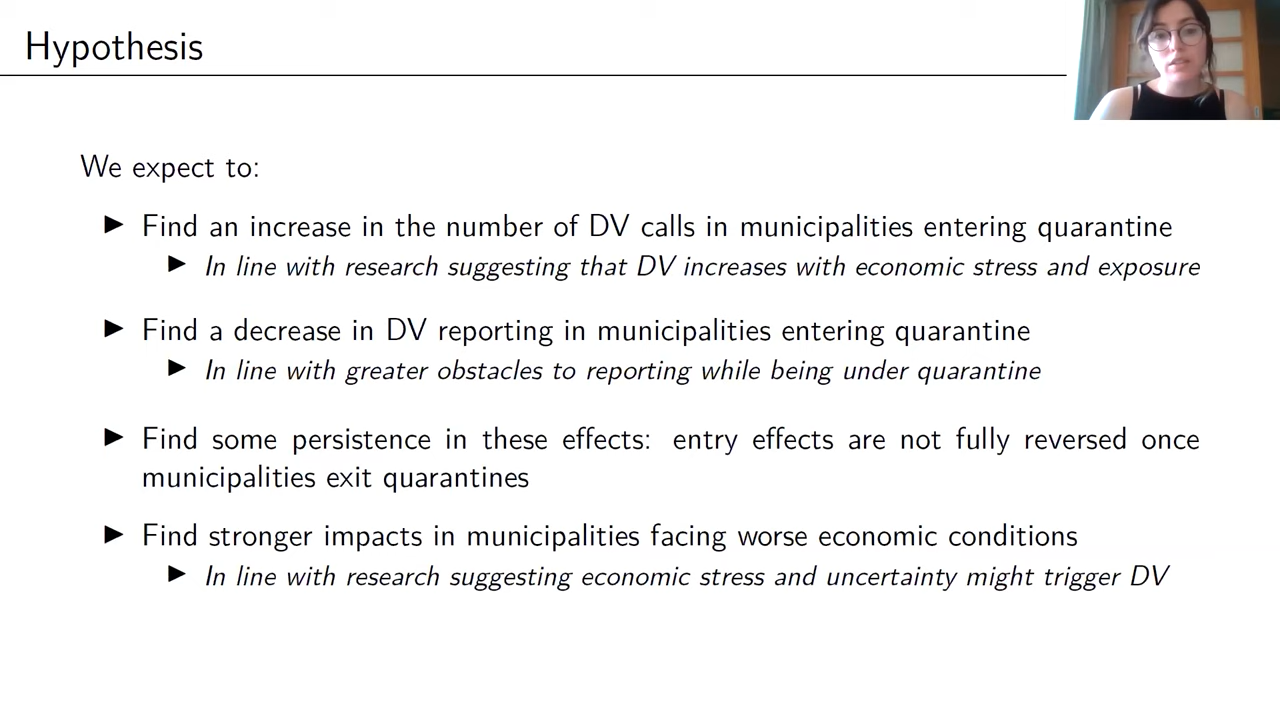 Hypothesis
We expect to:
▶ Find an increase in the number of DV calls in municipalities entering quarantine
▶ In line with research suggesting that DV increases with economic stress and exposure
▶ Find a decrease in DV reporting in municipalities entering quarantine
▶ In line with greater obstacles to reporting while being under quarantine
▶ Find some persistence in these effects: entry effects are not fully reversed once
municipalities exit quarantines
▶ Find stronger impacts in municipalities facing worse economic conditions
▶ In line with research suggesting economic stress and uncertainty might trigger DV